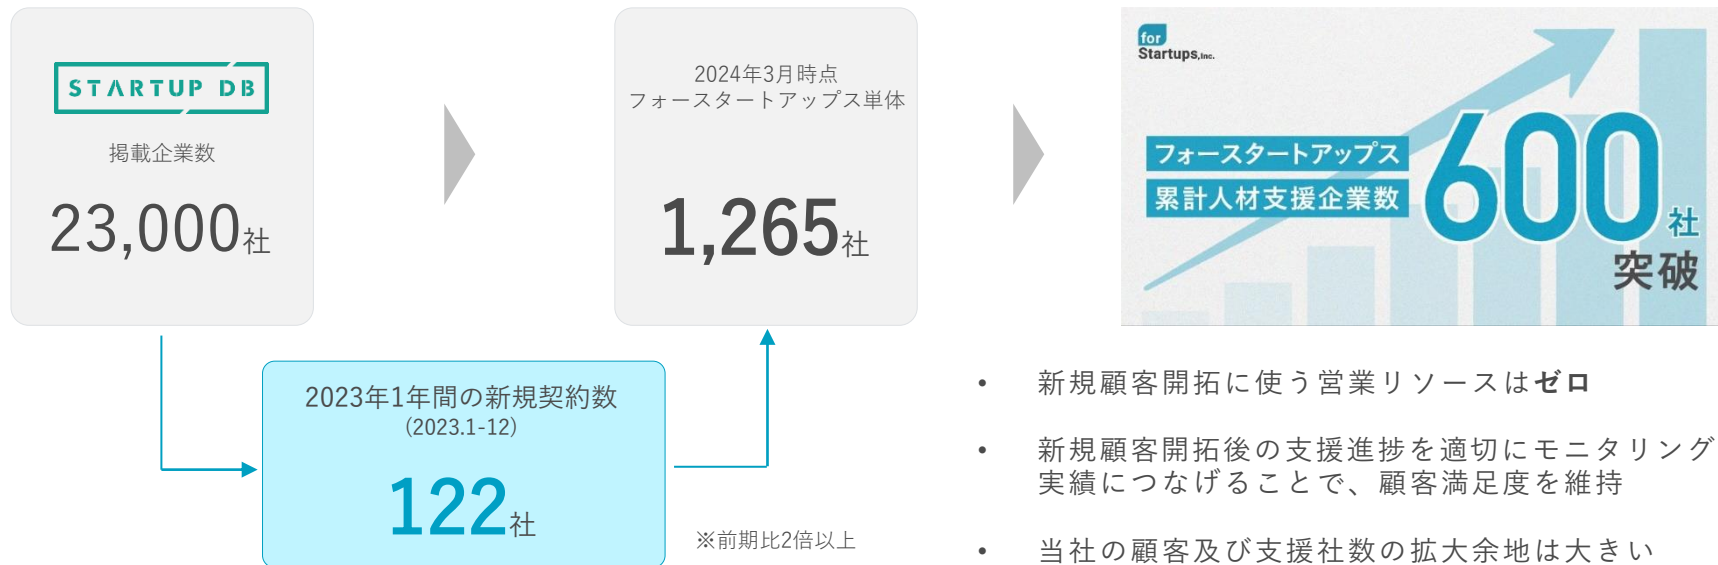 STARTUP DB
掲載企業数
23,000社
2024年3月時点
フォースタートアップス単体
1,265社
for
Startups,Inc.
フォースタートアップス
累計人材支援企業数
600社
突破
2023年1年間の新規契約数
(2023.1-12)
122社
※前期比2倍以上
• 新規顧客開拓に使う営業リソースはゼロ
• 新規顧客開拓後の支援進捗を適切にモニタリング
実績につなげることで、顧客満足度を維持
• 当社の顧客及び支援社数の拡大余地は大きい